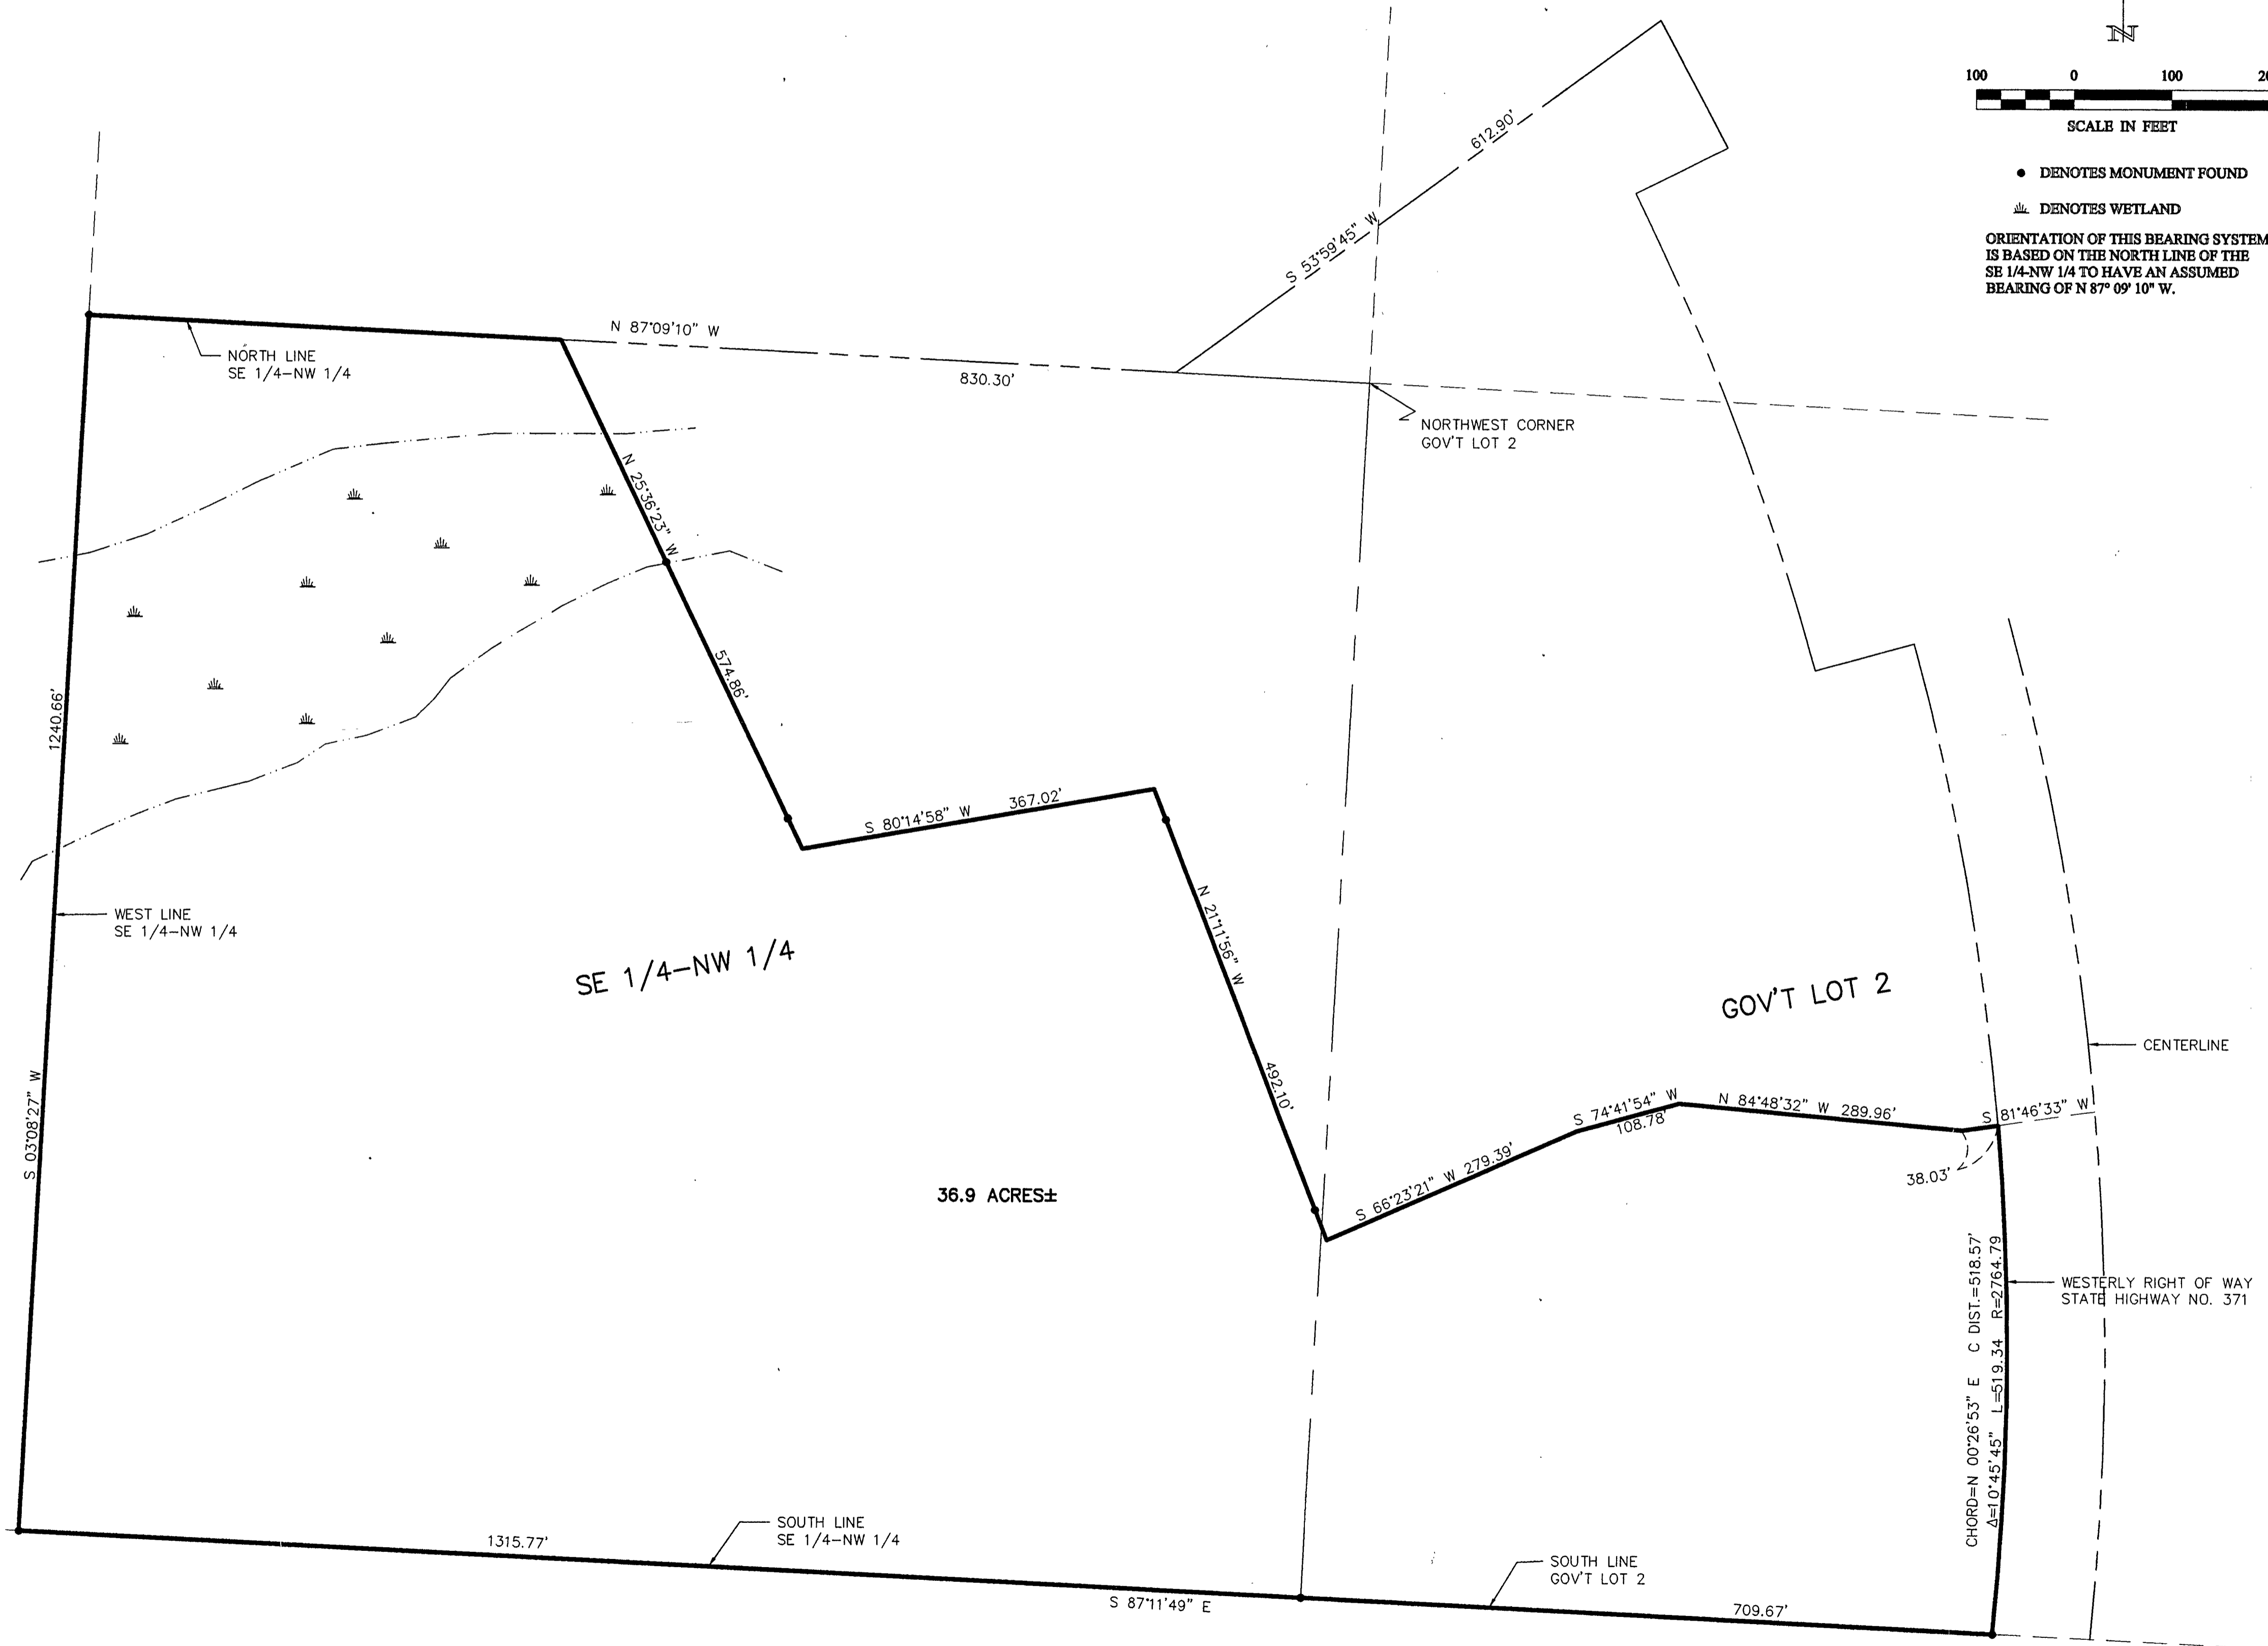 N
100 0 100
SCALE IN FEET
DENOTES MONUMENT FOUND
DENOTES WETLAND
ORIENTATION OF THIS BEARING SYSTEM
IS BASED ON THE NORTH LINE OF THE
SE 1/4-NW 1/4 TO HAVE AN ASSUMED
BEARING OF N 87° 09' 10" W.
612.90'
S 53°59'45" W
N 87°09'10" W
830.30'
NORTH LINE
SE 1/4-NW 1/4
NORTHWEST CORNER
GOV'T LOT 2
N 25°36'23" W
574.86'
1240.66'
S 03°08'27" W
WEST LINE
SE 1/4-NW 1/4
S 80°14'58" W 367.02'
N 21°11'56" W
492.10'
SE 1/4-NW 1/4
GOV'T LOT 2
CENTERLINE
S 66°23'21" W 279.39'
S 74°41'54" W
108.78'
N 84°48'32" W 289.96'
S 81°46'33" W
38.03'
36.9 ACRES±
CHORD=N 00°26'53" E C DIST.=518.57'
Δ=10°45'45" L=519.34 R=2764.79
WESTERLY RIGHT OF WAY
STATE HIGHWAY NO. 371
1315.77'
SOUTH LINE
SE 1/4-NW 1/4
S 87°11'49" E
SOUTH LINE
GOV'T LOT 2
709.67'